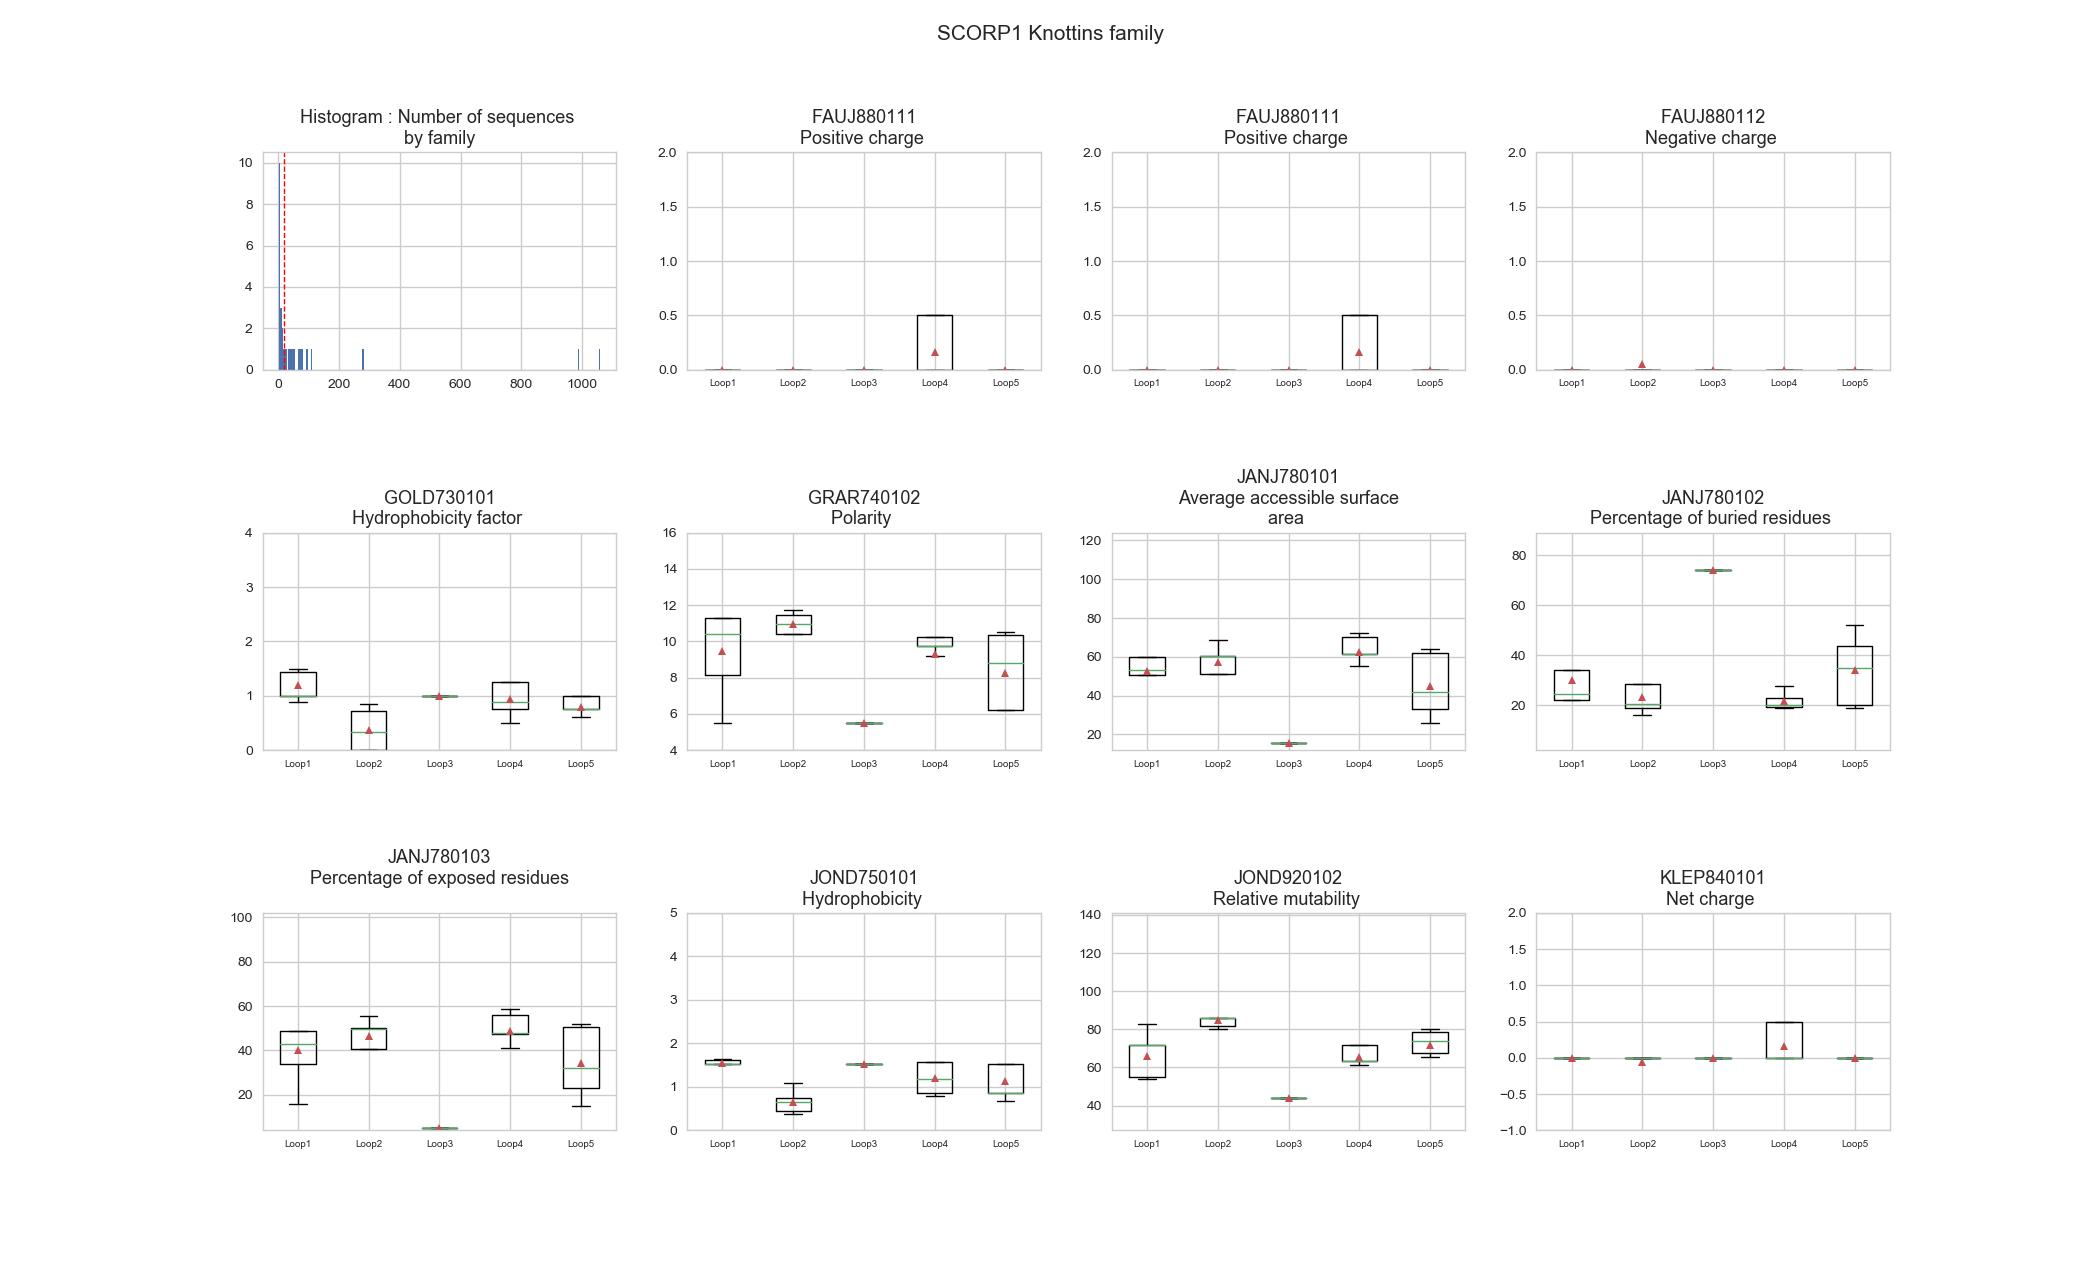 SCORP1 Knottins family
Histogram : Number of sequences
by family
10
8
6
4
2
0
0 200 400 600 800 1000
FAUJ880111
Positive charge
2.0
1.5
1.0
0.5
0.0
Loop1 Loop2 Loop3 Loop4 Loop5
FAUJ880111
Positive charge
2.0
1.5
1.0
0.5
0.0
Loop1 Loop2 Loop3 Loop4 Loop5
FAUJ880112
Negative charge
2.0
1.5
1.0
0.5
0.0
Loop1 Loop2 Loop3 Loop4 Loop5
GOLD730101
Hydrophobicity factor
4
3
2
1
0
Loop1 Loop2 Loop3 Loop4 Loop5
GRAR740102
Polarity
16
14
12
10
8
6
4
Loop1 Loop2 Loop3 Loop4 Loop5
JANJ780101
Average accessible surface
area
120
100
80
60
40
20
Loop1 Loop2 Loop3 Loop4 Loop5
JANJ780102
Percentage of buried residues
80
60
40
20
Loop1 Loop2 Loop3 Loop4 Loop5
JANJ780103
Percentage of exposed residues
100
80
60
40
20
Loop1 Loop2 Loop3 Loop4 Loop5
JOND750101
Hydrophobicity
5
4
3
2
1
0
Loop1 Loop2 Loop3 Loop4 Loop5
JOND920102
Relative mutability
140
120
100
80
60
40
Loop1 Loop2 Loop3 Loop4 Loop5
KLEP840101
Net charge
2.0
1.5
1.0
0.5
0.0
−0.5
−1.0
Loop1 Loop2 Loop3 Loop4 Loop5